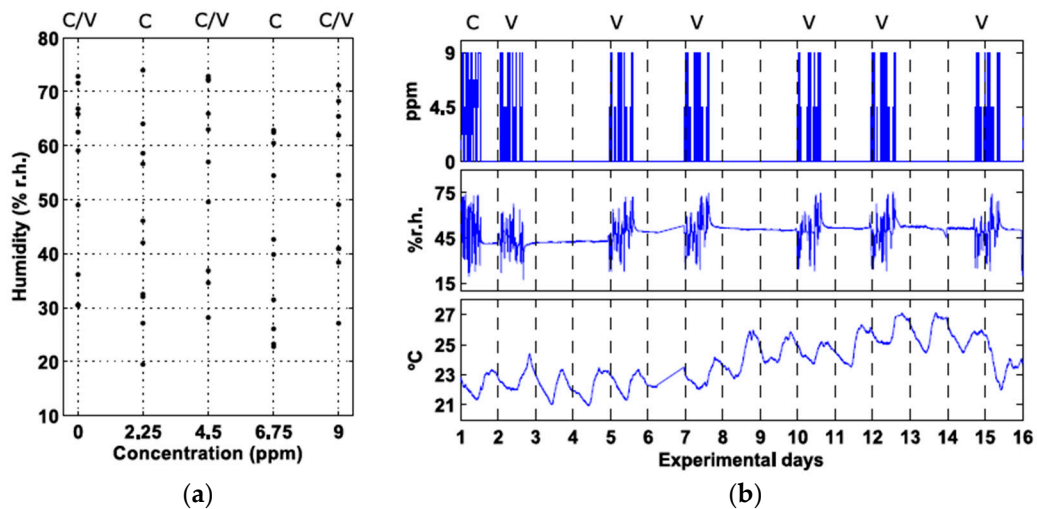 C/V C C/V C C/V
80
70
60
50
40
30
20
10
Humidity (% r.h.)
0 2.25 4.5 6.75 9
Concentration (ppm)
(a)
C V V V V V V
9
4.5
0
ppm
75
45
15
%r.h.
27
25
23
21
ºC
1 2 3 4 5 6 7 8 9 10 11 12 13 14 15 16
Experimental days
(b)